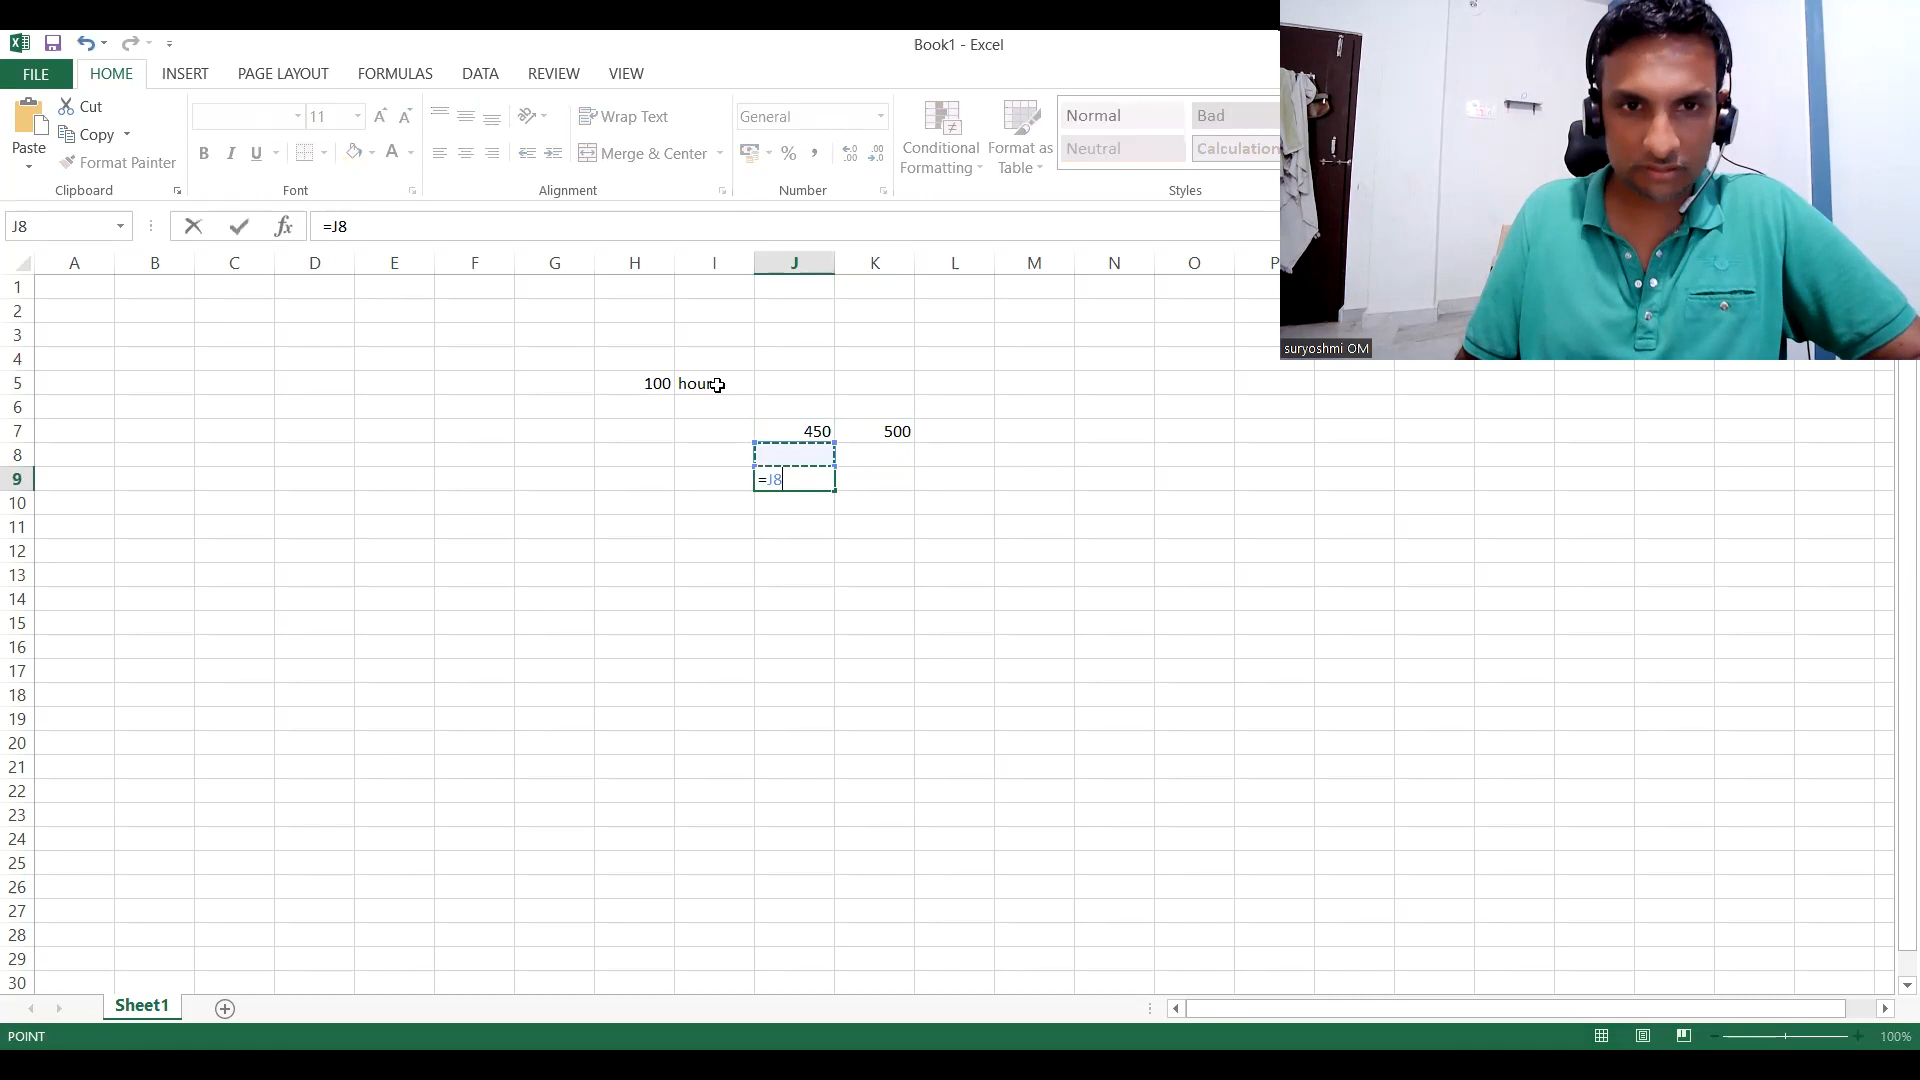 Book1 - Excel
FILE HOME INSERT PAGE LAYOUT FORMULAS DATA REVIEW VIEW
Paste
Cut
Copy
Format Painter
Clipboard
11
A A
B I U A
Font
Wrap Text
Merge & Center
Alignment
General
%
Number
Conditional
Formatting
Format as
Table
Normal Bad
Neutral Calculation
Styles
J8 fx =J8
A B C D E F G H I J K L M N O P
1
2
3
4
5 100 hour
6
7 450 500
8
9 =J8
10
11
12
13
14
15
16
17
18
19
20
21
22
23
24
25
26
27
28
29
30
Sheet1
POINT 100%
suryoshmi OM